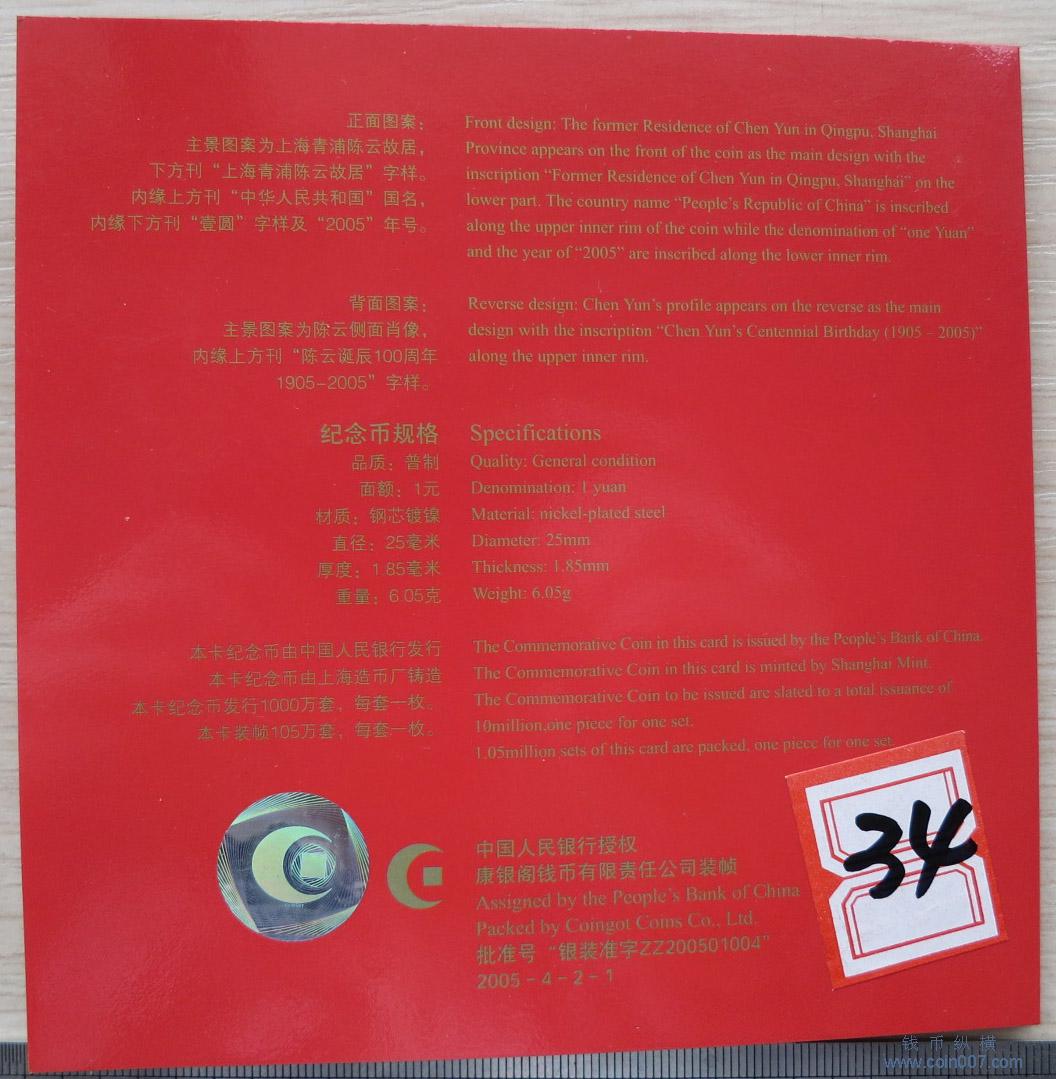 正面图案：
主景图案为上海青浦陈云故居，
下方刊“上海青浦陈云故居”字样。
内缘上方刊“中华人民共和国”国名，
内缘下方刊“壹圆”字样及“2005”年号。
Front design: The former Residence of Chen Yun in Qingpu, Shanghai
Province appears on the front of the coin as the main design with the
inscription “Former Residence of Chen Yun in Qingpu, Shanghai” on the
lower part. The country name “People's Republic of China” is inscribed
along the upper inner rim of the coin while the denomination of “one Yuan”
and the year of “2005” are inscribed along the lower inner rim.
背面图案：
主景图案为陈云侧面肖像，
内缘上方刊“陈云诞辰100周年
1905-2005”字样。
Reverse design: Chen Yun's profile appears on the reverse as the main
design with the inscription “Chen Yun's Centennial Birthday (1905 - 2005)”
along the upper inner rim.
纪念币规格
品质：普制
面额：1元
材质：钢芯镀镍
直径：25毫米
厚度：1.85毫米
重量：6.05克
Specifications
Quality: General condition
Denomination: 1 yuan
Material: nickel-plated steel
Diameter: 25mm
Thickness: 1.85mm
Weight: 6.05g
本卡纪念币由中国人民银行发行
本卡纪念币由上海造币厂铸造
本卡纪念币发行1000万套，每套一枚。
本卡装帧105万套，每套一枚。
The Commemorative Coin in this card is issued by the People's Bank of China.
The Commemorative Coin in this card is minted by Shanghai Mint.
The Commemorative Coin to be issued are slated to a total issuance of
10million,one piece for one set.
1.05million sets of this card are packed, one piece for one set.
中国人民银行授权
康银阁钱币有限责任公司装帧
Assigned by the People's Bank of China
Packed by Coingot Coms Co., Ltd.
批准号“银装准字ZZ200501004”
2005-4-2-1
34
钱币纵横
www.coin007.com